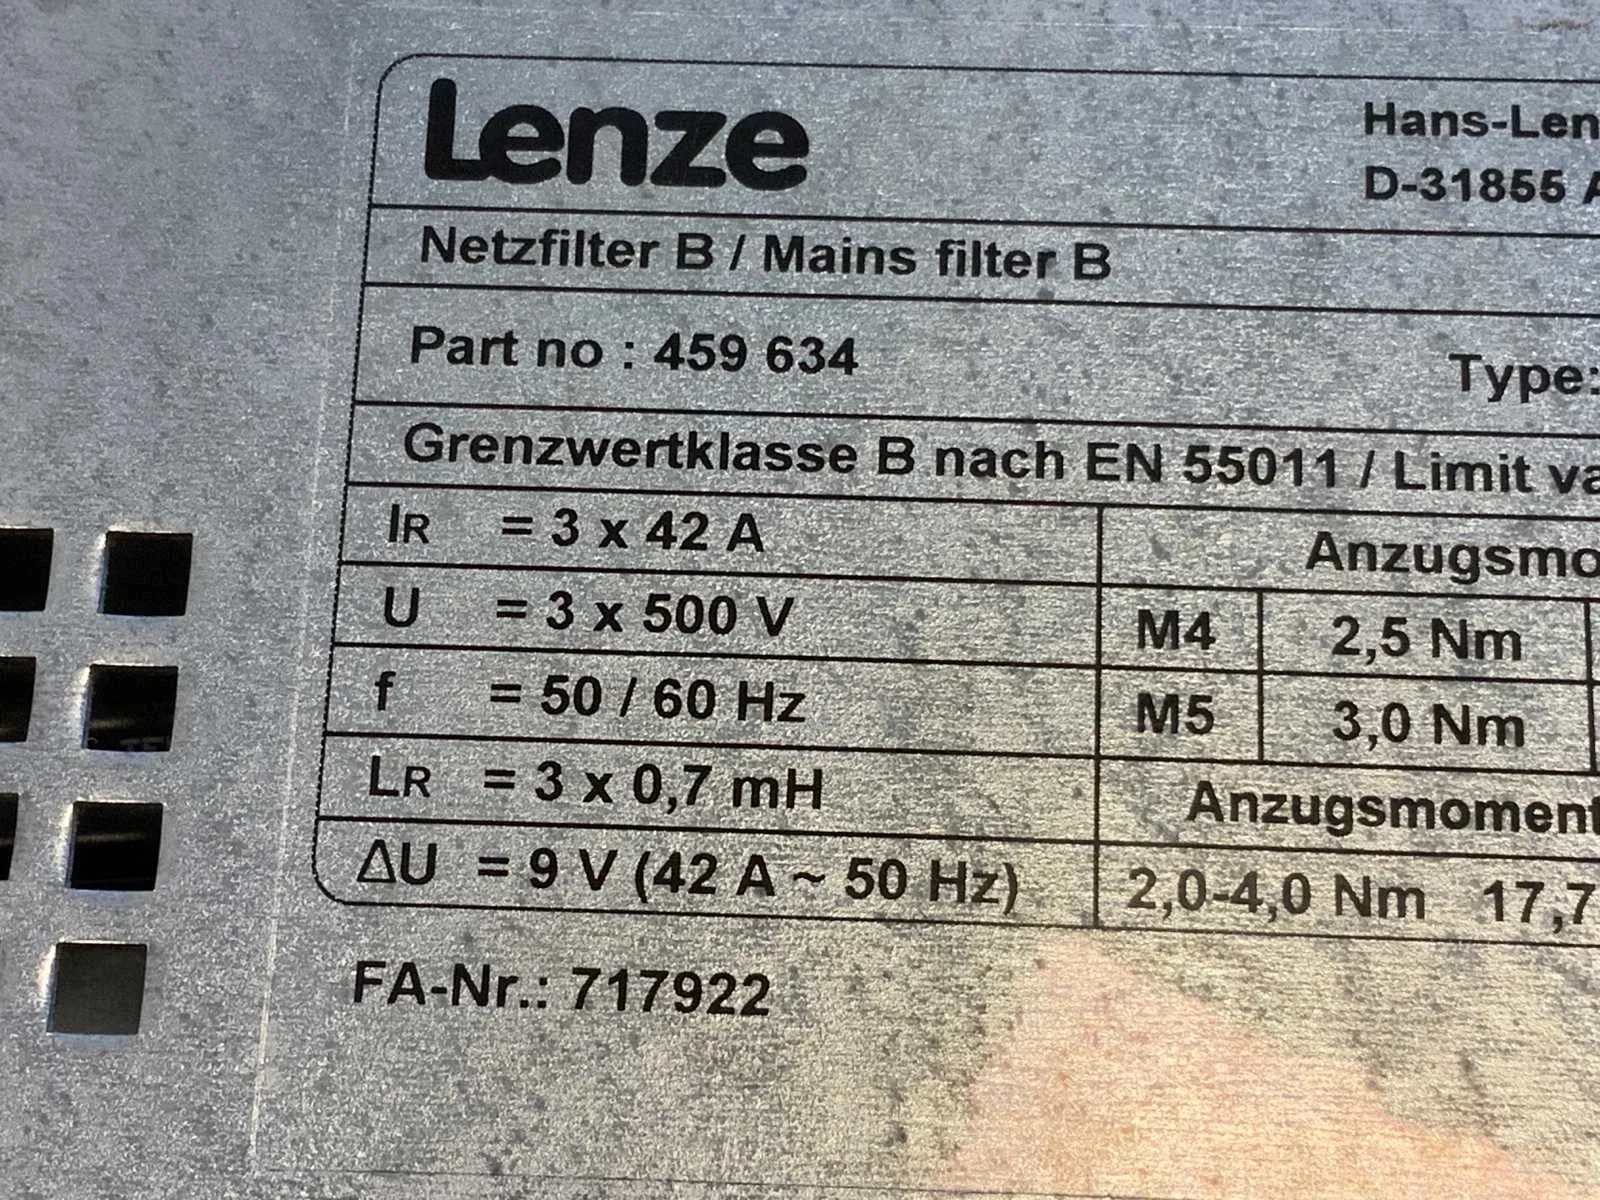 Lenze
Hans-Len
D-31855
Netzfilter B / Mains filter B
Part no : 459 634
Type:
Grenzwertklasse B nach EN 55011 / Limit va
IR = 3 x 42 A
Anzugsmo
U = 3 x 500 V
M4 2,5 Nm
f = 50 / 60 Hz
M5 3,0 Nm
LR = 3 x 0,7 mH
Anzugsmoment
ΔU = 9 V (42 A ~ 50 Hz)
2,0-4,0 Nm 17,7
FA-Nr.: 717922